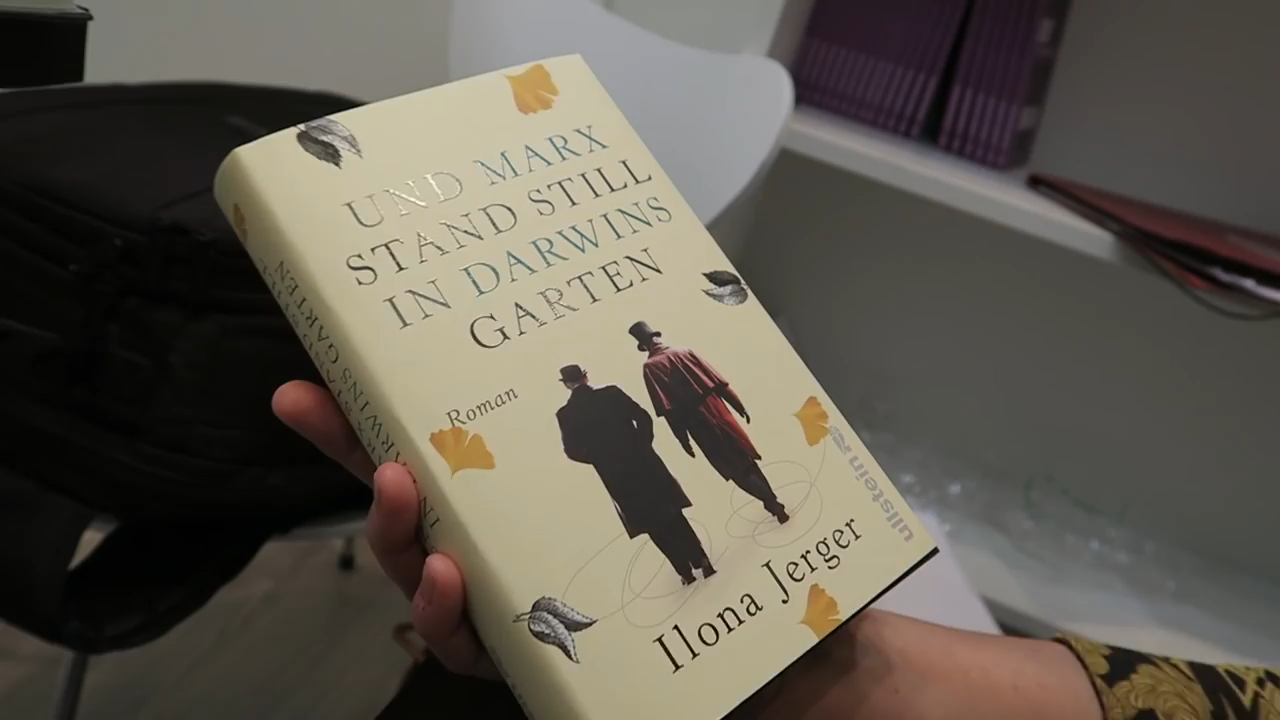 UND MARX
STAND STILL
IN DARWINS
GARTEN
Roman
ullstein
Ilona Jerger